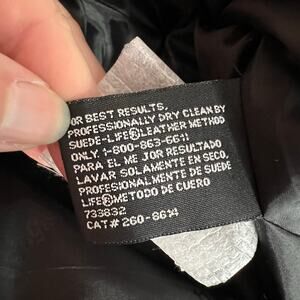 OR BEST RESULTS,
PROFESSIONALLY DRY CLEAN BY
SUEDE-LIFE®LEATHER METHOD
ONLY 1-800-863-6611
PARA EL ME JOR RESULTADO
LAVAR SOLAMENTE EN SECO,
PROFESIONALMENTE DE SUEDE
LIFE®METODO DE CUERO
733832
CAT# 260-8614